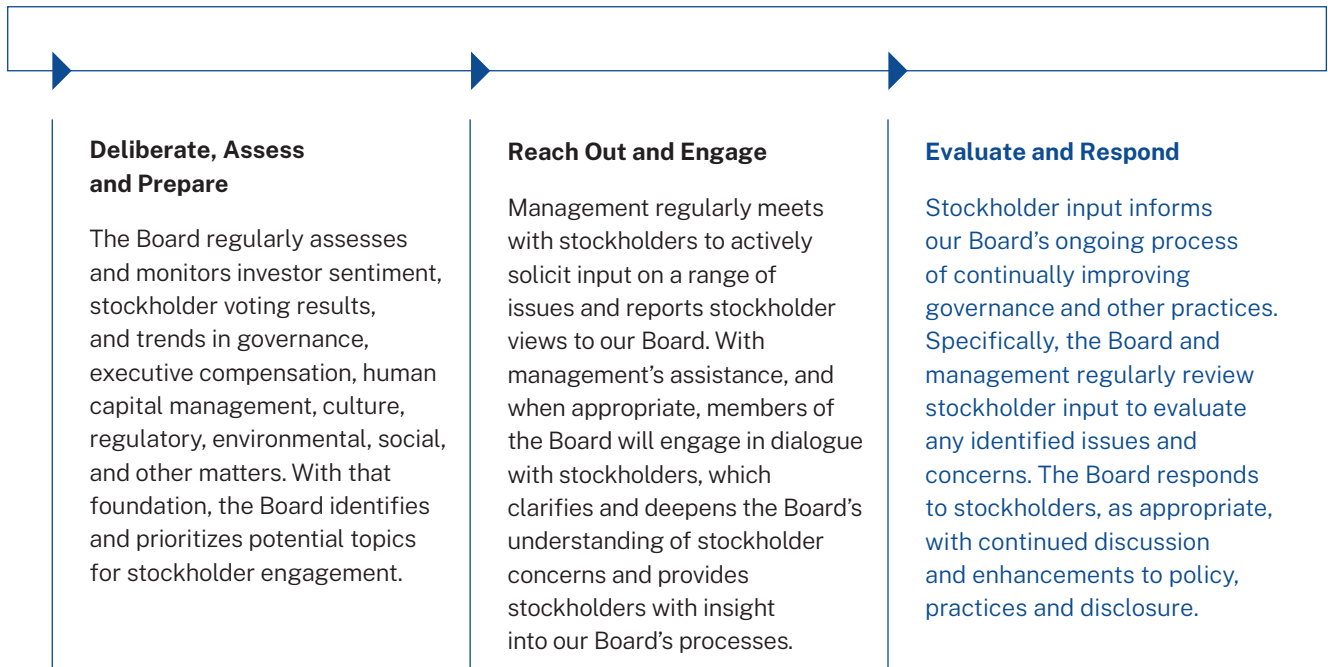 Deliberate, Assess
and Prepare
The Board regularly assesses
and monitors investor sentiment,
stockholder voting results,
and trends in governance,
executive compensation, human
capital management, culture,
regulatory, environmental, social,
and other matters. With that
foundation, the Board identifies
and prioritizes potential topics
for stockholder engagement.
Reach Out and Engage
Management regularly meets
with stockholders to actively
solicit input on a range of
issues and reports stockholder
views to our Board. With
management’s assistance, and
when appropriate, members of
the Board will engage in dialogue
with stockholders, which
clarifies and deepens the Board’s
understanding of stockholder
concerns and provides
stockholders with insight
into our Board’s processes.
Evaluate and Respond
Stockholder input informs
our Board’s ongoing process
of continually improving
governance and other practices.
Specifically, the Board and
management regularly review
stockholder input to evaluate
any identified issues and
concerns. The Board responds
to stockholders, as appropriate,
with continued discussion
and enhancements to policy,
practices and disclosure.